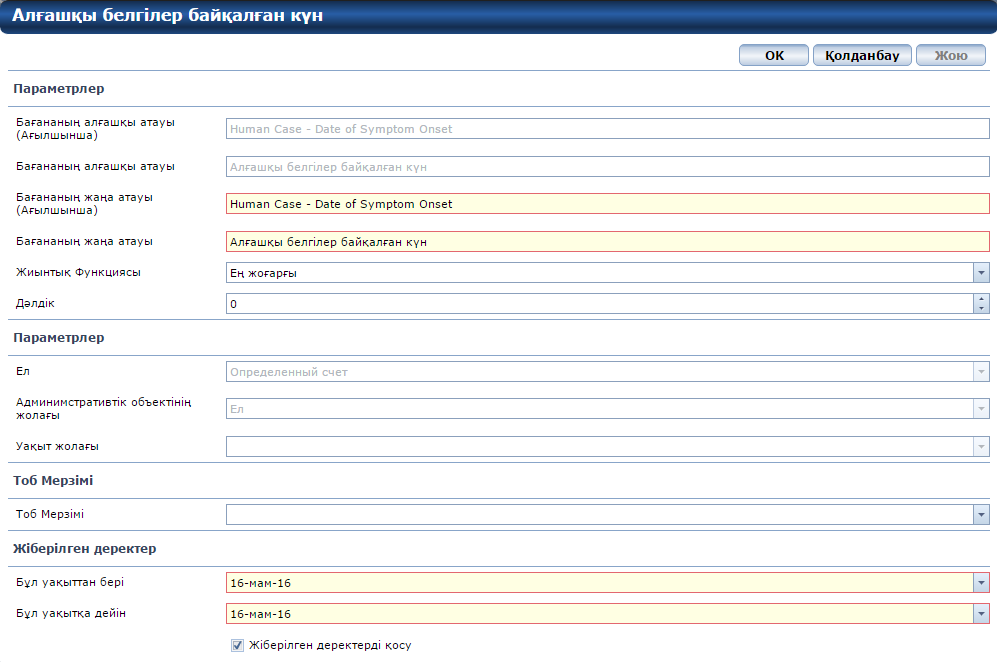 Алғашқы белгілер байқалған күн
ОК Қолданбау Жою
Параметрлер
Бағананың алғашқы атауы
(Ағылшынша)
Human Case - Date of Symptom Onset
Бағананың алғашқы атауы
Алғашқы белгілер байқалған күн
Бағананың жаңа атауы
(Ағылшынша)
Human Case - Date of Symptom Onset
Бағананың жаңа атауы
Алғашқы белгілер байқалған күн
Жиынтық Функциясы
Ең жоғарғы
Дәлдік
0
Параметрлер
Ел
Определенный счет
Админимстративтік объектінің
жолағы
Ел
Уақыт жолағы
Тоб Мерзімі
Тоб Мерзімі
Жіберілген деректер
Бұл уақыттан бері
16-мам-16
Бұл уақытқа дейін
16-мам-16
Жіберілген деректерді қосу